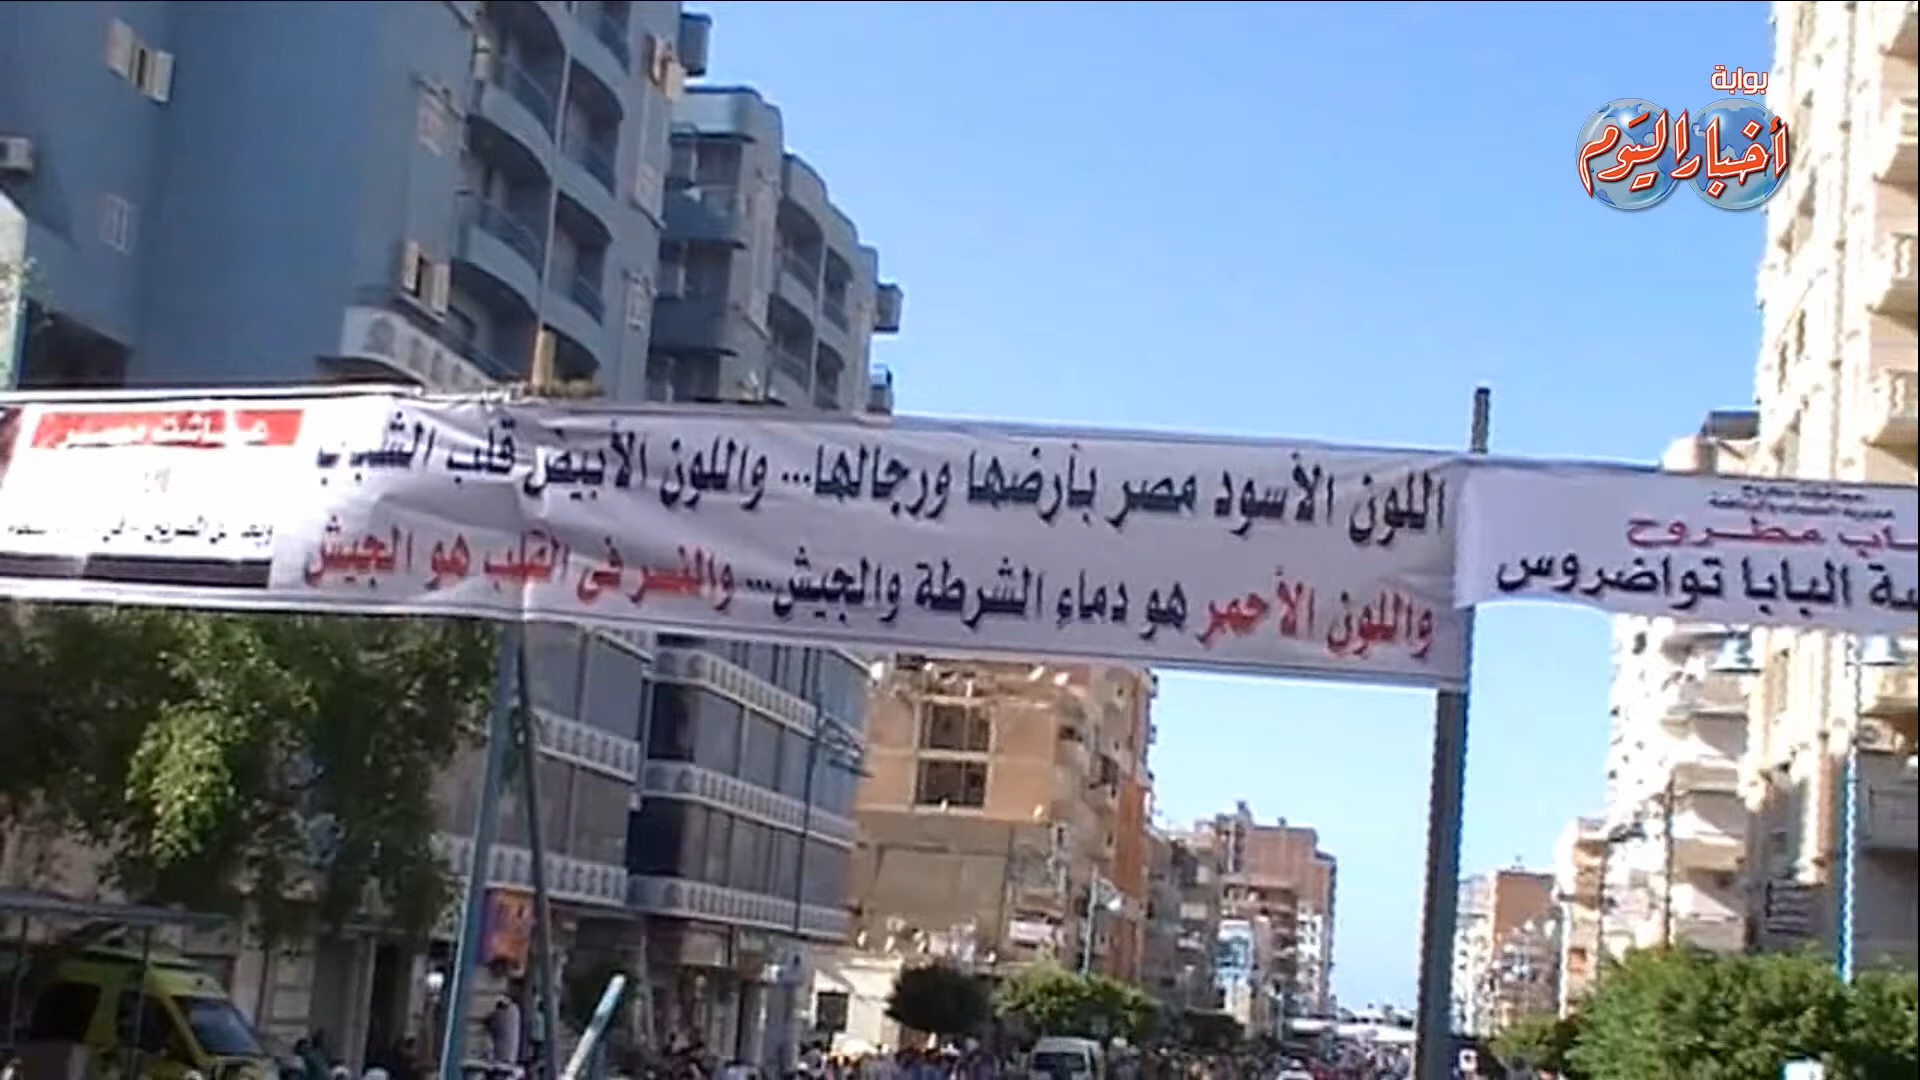 بوابة
أخبار اليوم
اللون الأسود مصر بأرضها ورجالها... واللون الأبيض قلب الشباب
واللون الأحمر هو دماء الشرطة والجيش... والنسر فى القلب هو الجيش
مطروح
البابا تواضروس